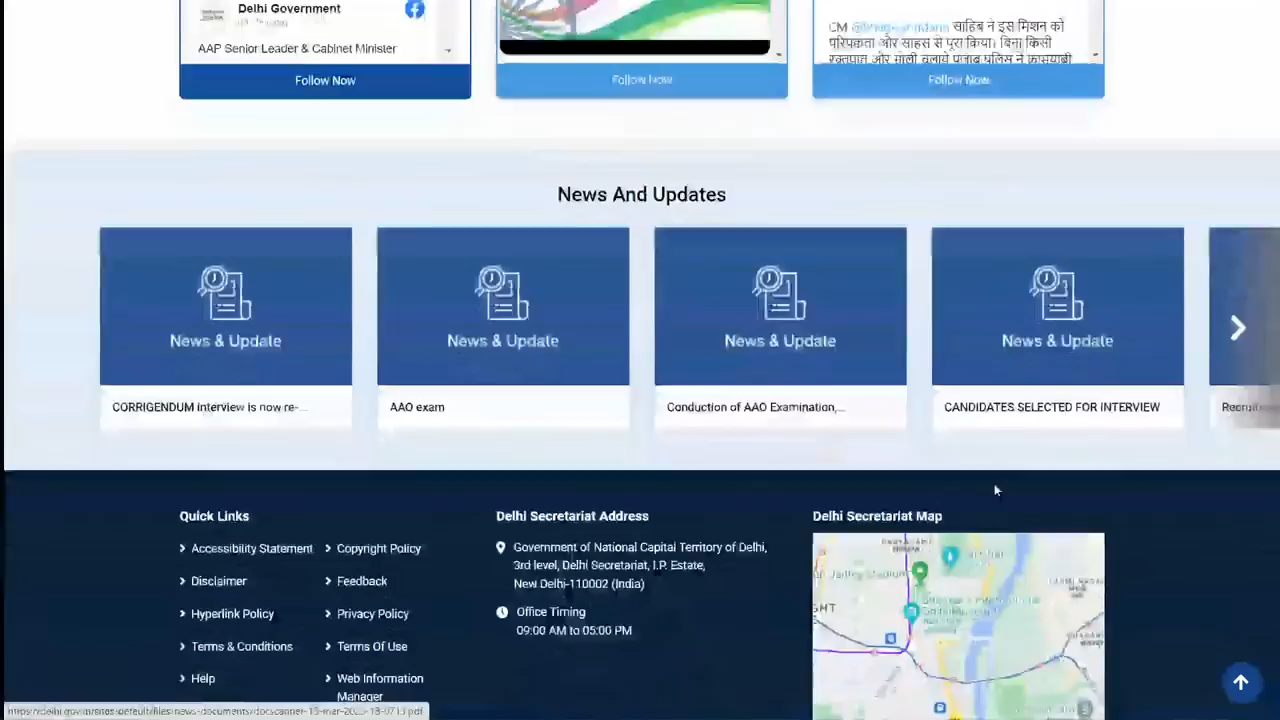 Delhi Government
AAP Senior Leader & Cabinet Minister
Follow Now
Follow Now
CM साहिब ने इस मिशन को
परिपक्वता और साहस से पूरा किया। बिना किसी
रक्तपात और गोली चलाये पंजाब पुलिस ने
Follow Now
News And Updates
News & Update
News & Update
News & Update
News & Update
CORRIGENDUM interview is now re-...
AAO exam
Conduction of AAO Examination,...
CANDIDATES SELECTED FOR INTERVIEW
Quick Links
Accessibility Statement
Copyright Policy
Disclaimer
Feedback
Hyperlink Policy
Privacy Policy
Terms & Conditions
Terms Of Use
Help
Web Information
Manager
Delhi Secretariat Address
Government of National Capital Territory of Delhi,
3rd level, Delhi Secretariat, I.P. Estate,
New Delhi-110002 (India)
Office Timing
09:00 AM to 05:00 PM
Delhi Secretariat Map